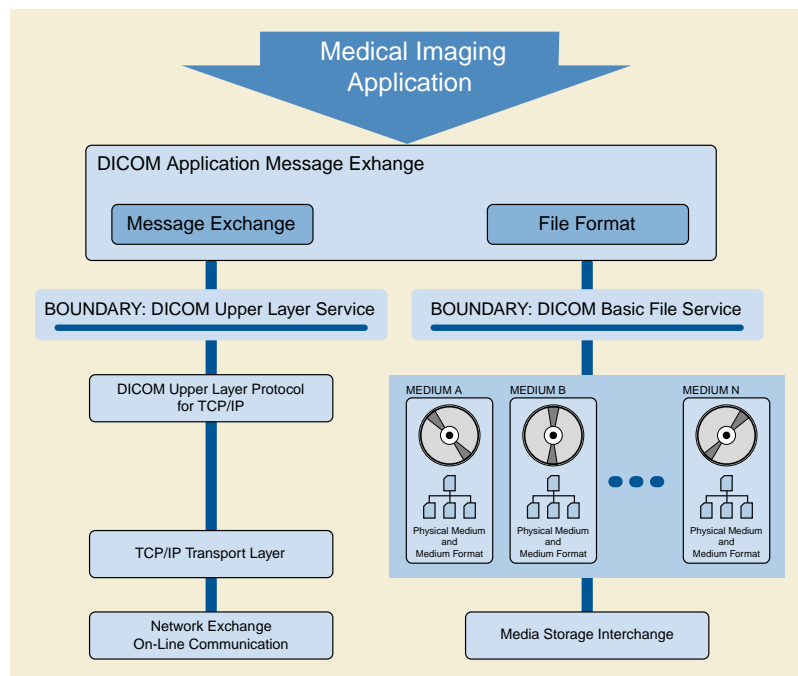 Medical Imaging
Application
DICOM Application Message Exhange
Message Exchange
File Format
BOUNDARY: DICOM Upper Layer Service
BOUNDARY: DICOM Basic File Service
DICOM Upper Layer Protocol
for TCP/IP
MEDIUM A
MEDIUM B
MEDIUM N
Physical Medium
and
Medium Format
Physical Medium
and
Medium Format
Physical Medium
and
Medium Format
TCP/IP Transport Layer
Network Exchange
On-Line Communication
Media Storage Interchange